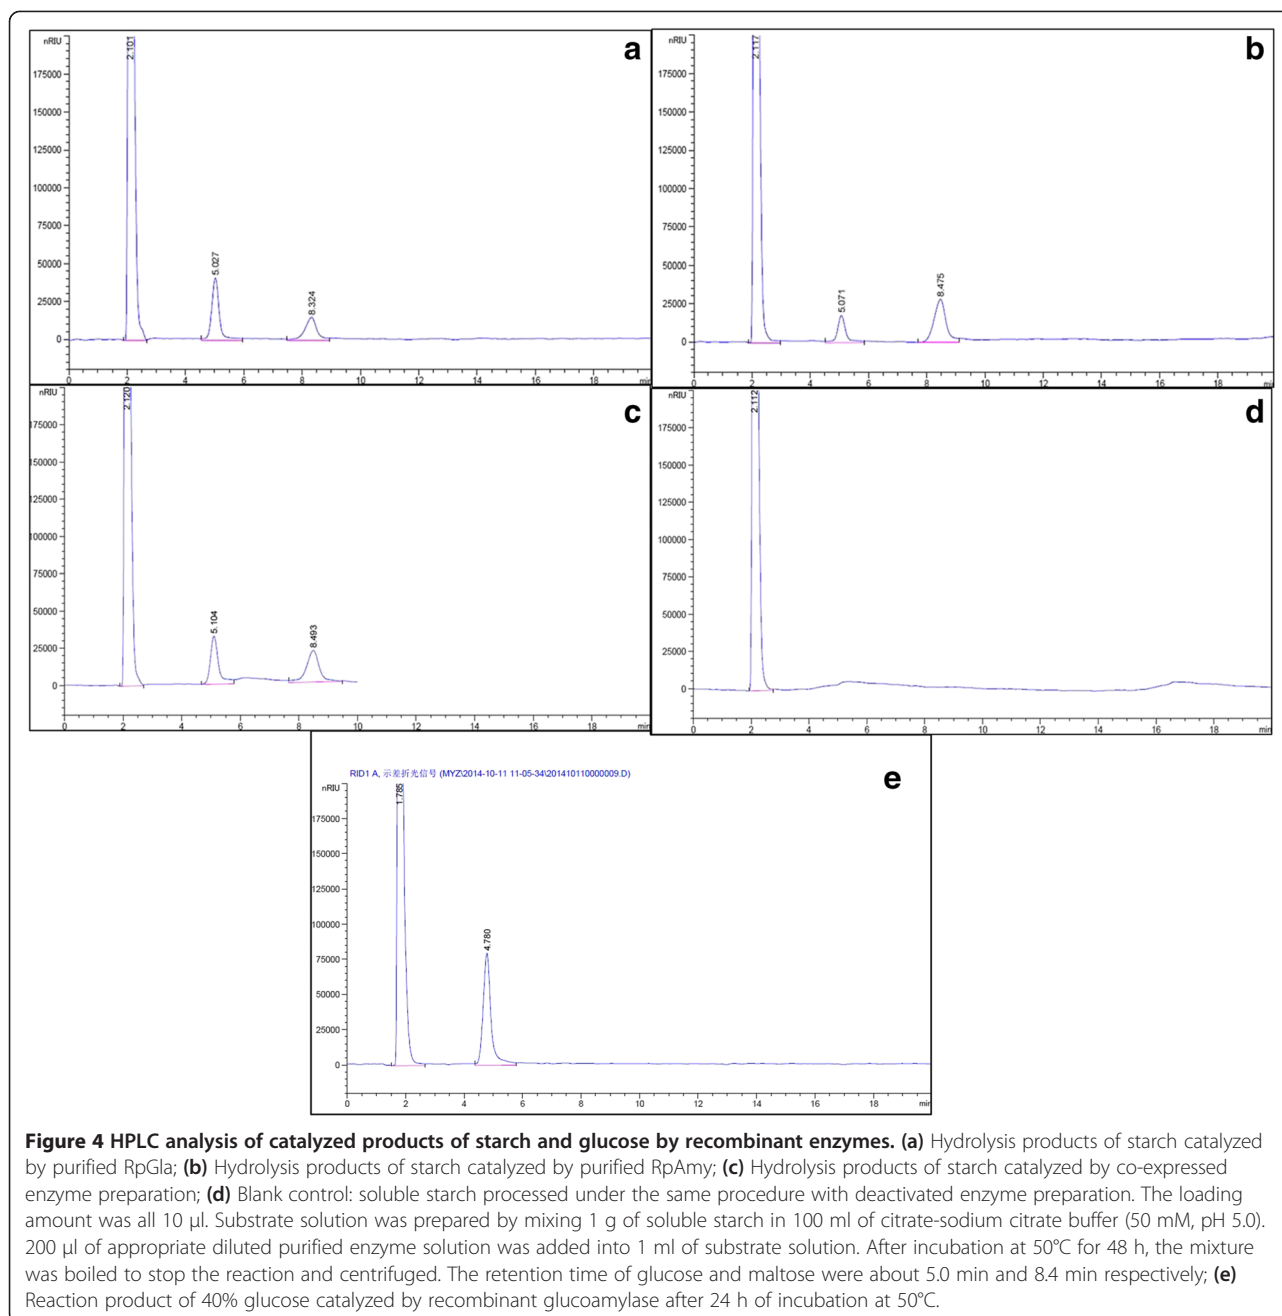 nRIU
a
2.101
175000
150000
125000
100000
75000
50000
25000
0
5.027
8.324
0 2 4 6 8 10 12 14 16 18 min
nRIU
b
2.117
175000
150000
125000
100000
75000
50000
25000
0
5.071
8.475
0 2 4 6 8 10 12 14 16 18
nRIU
c
2.120
175000
150000
125000
100000
75000
50000
25000
0
5.104
8.493
0 2 4 6 8 10 12 14 16 18 min
nRIU
d
2.112
175000
150000
125000
100000
75000
50000
25000
0
0 2 4 6 8 10 12 14 16 18 min
RID1 A, 示差折光信号 (MYZ\2014-10-11 11-05-34\201410110000009.D)
nRIU
e
1.785
175000
150000
125000
100000
75000
50000
25000
0
4.780
0 2 4 6 8 10 12 14 16 18 min
Figure 4 HPLC analysis of catalyzed products of starch and glucose by recombinant enzymes. (a) Hydrolysis products of starch catalyzed
by purified RpGla; (b) Hydrolysis products of starch catalyzed by purified RpAmy; (c) Hydrolysis products of starch catalyzed by co-expressed
enzyme preparation; (d) Blank control: soluble starch processed under the same procedure with deactivated enzyme preparation. The loading
amount was all 10 μl. Substrate solution was prepared by mixing 1 g of soluble starch in 100 ml of citrate-sodium citrate buffer (50 mM, pH 5.0).
200 μl of appropriate diluted purified enzyme solution was added into 1 ml of substrate solution. After incubation at 50°C for 48 h, the mixture
was boiled to stop the reaction and centrifuged. The retention time of glucose and maltose were about 5.0 min and 8.4 min respectively; (e)
Reaction product of 40% glucose catalyzed by recombinant glucoamylase after 24 h of incubation at 50°C.